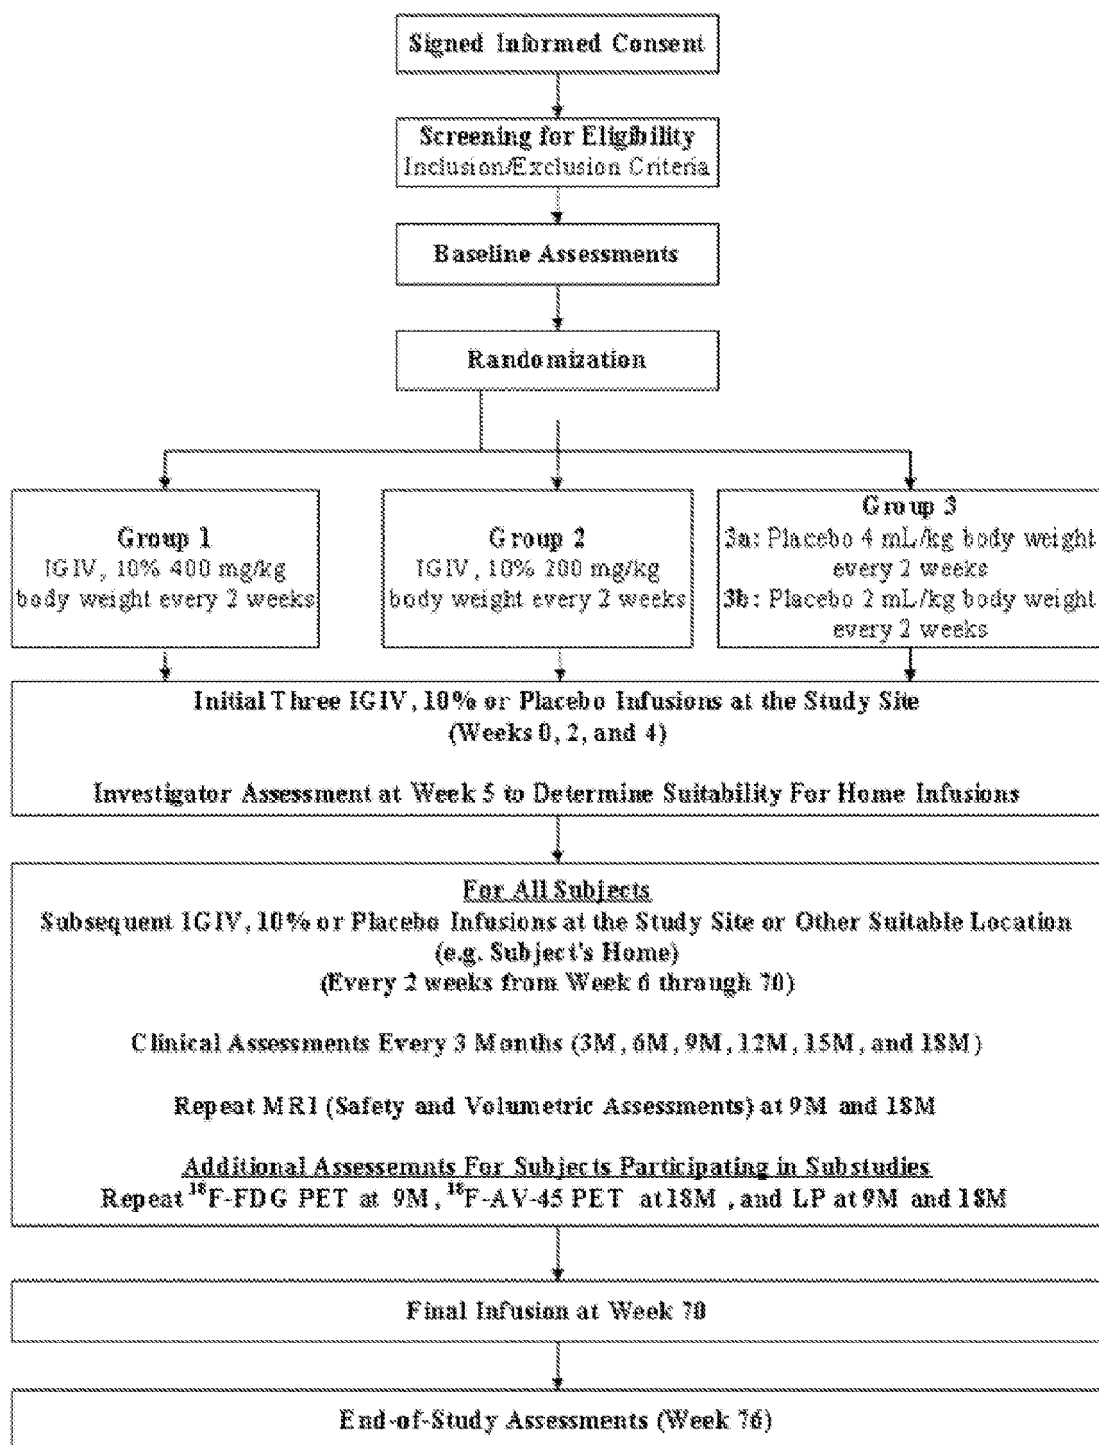 Signed Informed Consent
Screening for Eligibility
Inclusion/Exclusion Criteria
Baseline Assessments
Randomization
Group 1
IGIV, 10% 400 mg/kg
body weight every 2 weeks
Group 2
IGIV, 10% 200 mg/kg
body weight every 2 weeks
Group 3
3a: Placebo 4 mL/kg body weight
every 2 weeks
3b: Placebo 2 mL/kg body weight
every 2 weeks
Initial Three IGIV, 10% or Placebo Infusions at the Study Site
(Weeks 0, 2, and 4)
Investigator Assessment at Week 5 to Determine Suitability For Home Infusions
For All Subjects
Subsequent IGIV, 10% or Placebo Infusions at the Study Site or Other Suitable Location
(e.g. Subject's Home)
(Every 2 weeks from Week 6 through 70)
Clinical Assessments Every 3 Months (3M, 6M, 9M, 12M, 15M, and 18M)
Repeat MRI (Safety and Volumetric Assessments) at 9M and 18M
Additional Assessemnts For Subjects Participating in Substudies
Repeat ¹⁸F-FDG PET at 9M, ¹⁸F-AV-45 PET at 18M , and LP at 9M and 18M
Final Infusion at Week 70
End-of-Study Assessments (Week 76)